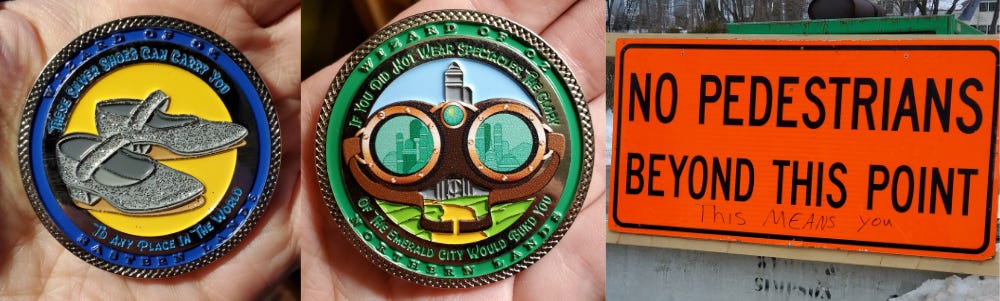 WIZARD OF OZ
THESE SILVER SHOES CAN CARRY YOU
TO ANY PLACE IN THE WORLD
EASTERN LANDS
WIZARD OF OZ
IF YOU DID NOT WEAR SPECTACLES THE GLORY
OF THE EMERALD CITY WOULD BLIND YOU
NORTHERN LANDS
NO PEDESTRIANS
BEYOND THIS POINT
This MEANS you